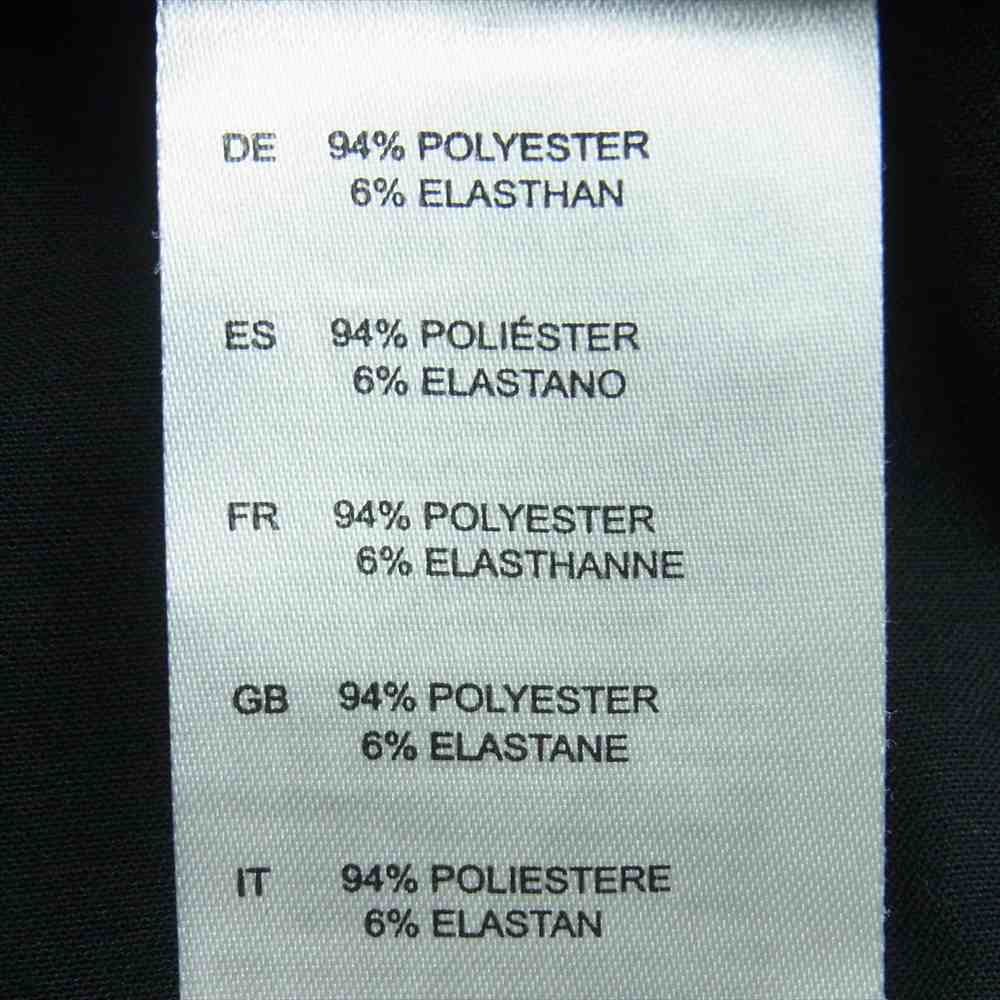 DE 94% POLYESTER
6% ELASTHAN
ES 94% POLIÉSTER
6% ELASTANO
FR 94% POLYESTER
6% ELASTHANNE
GB 94% POLYESTER
6% ELASTANE
IT 94% POLIESTERE
6% ELASTAN